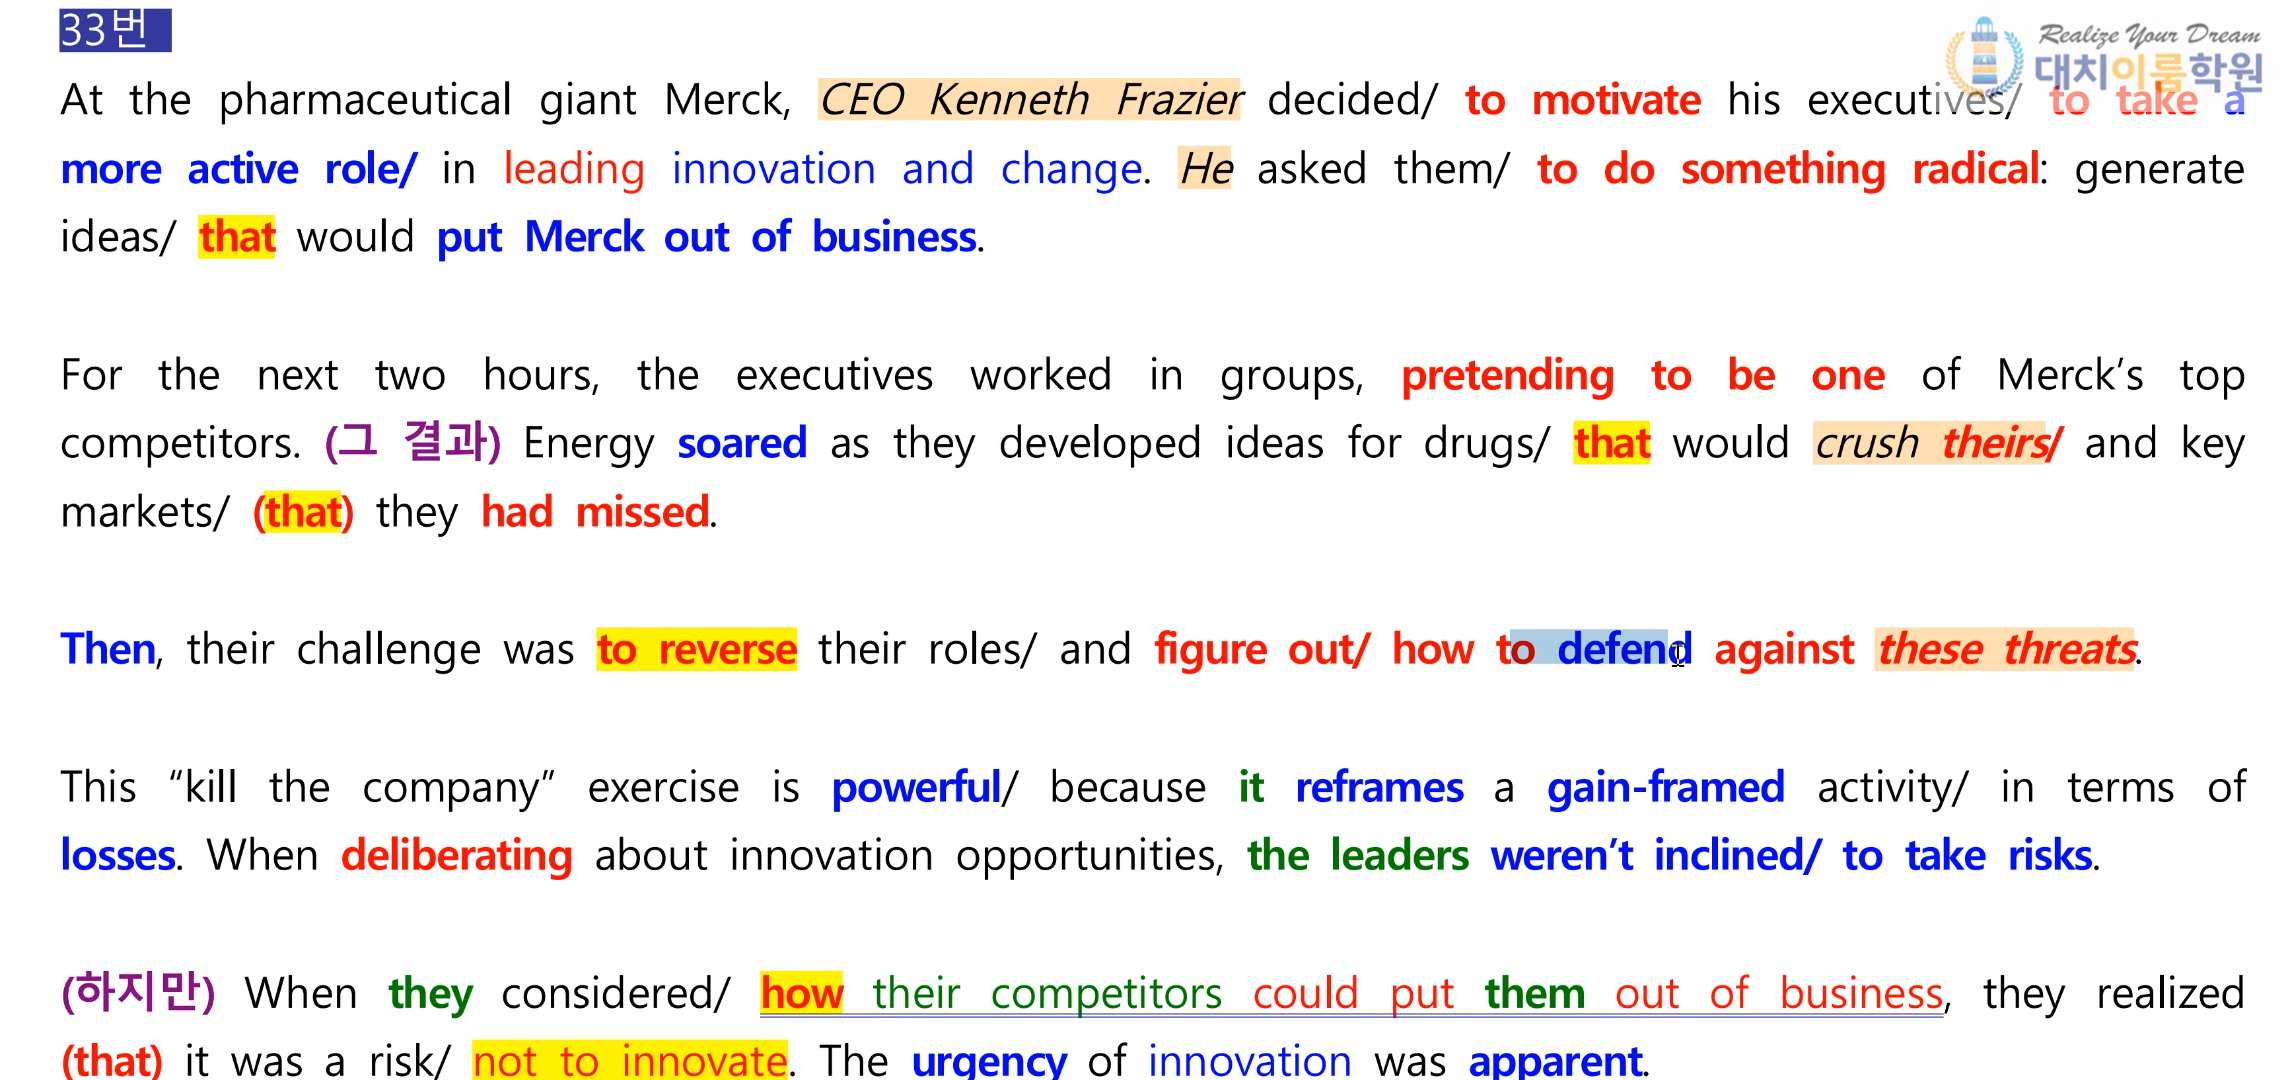 33번
Realize Your Dream
대치이룸학원
At the pharmaceutical giant Merck, CEO Kenneth Frazier decided/ to motivate his executives/ to take a
more active role/ in leading innovation and change. He asked them/ to do something radical: generate
ideas/ that would put Merck out of business.
For the next two hours, the executives worked in groups, pretending to be one of Merck’s top
competitors. (그 결과) Energy soared as they developed ideas for drugs/ that would crush theirs/ and key
markets/ (that) they had missed.
Then, their challenge was to reverse their roles/ and figure out/ how to defend against these threats.
This “kill the company” exercise is powerful/ because it reframes a gain-framed activity/ in terms of
losses. When deliberating about innovation opportunities, the leaders weren’t inclined/ to take risks.
(하지만) When they considered/ how their competitors could put them out of business, they realized
(that) it was a risk/ not to innovate. The urgency of innovation was apparent.